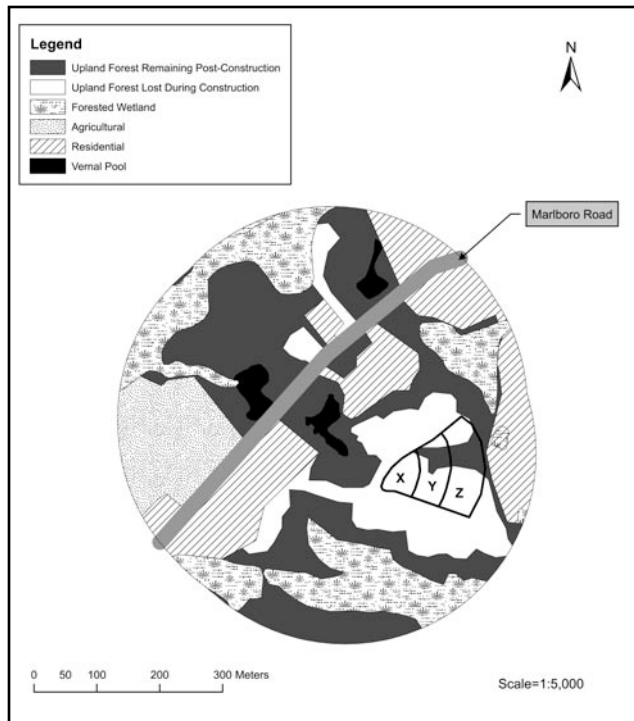 Legend
Upland Forest Remaining Post-Construction
Upland Forest Lost During Construction
Forested Wetland
Agricultural
Residential
Vernal Pool
N
Marlboro Road
X
Y
Z
0 50 100 200 300 Meters
Scale=1:5,000